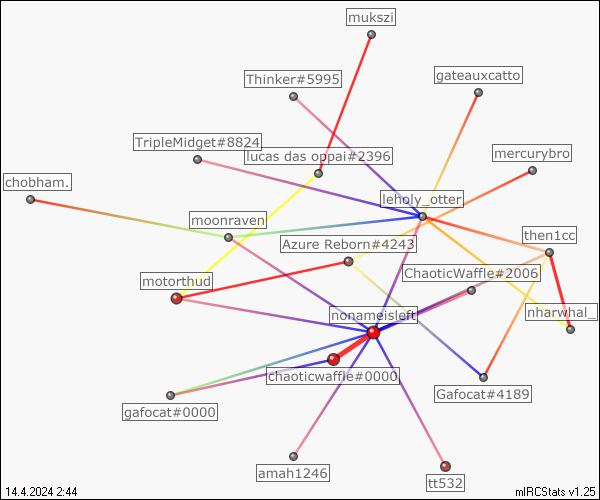 mukszi
Thinker#5995
gateauxcatto
TripleMidget#8824
lucas das oppai#2396
mercurybro
chobham.
leholy_otter
moonraven
Azure Reborn#4243
then1cc
ChaoticWaffle#2006
motorthud
nonameisleft
nharwhal_
chaoticwaffle#0000
Gafocat#4189
gafocat#0000
amah1246
tt532
14.4.2024 2:44
mIRCStats v1.25